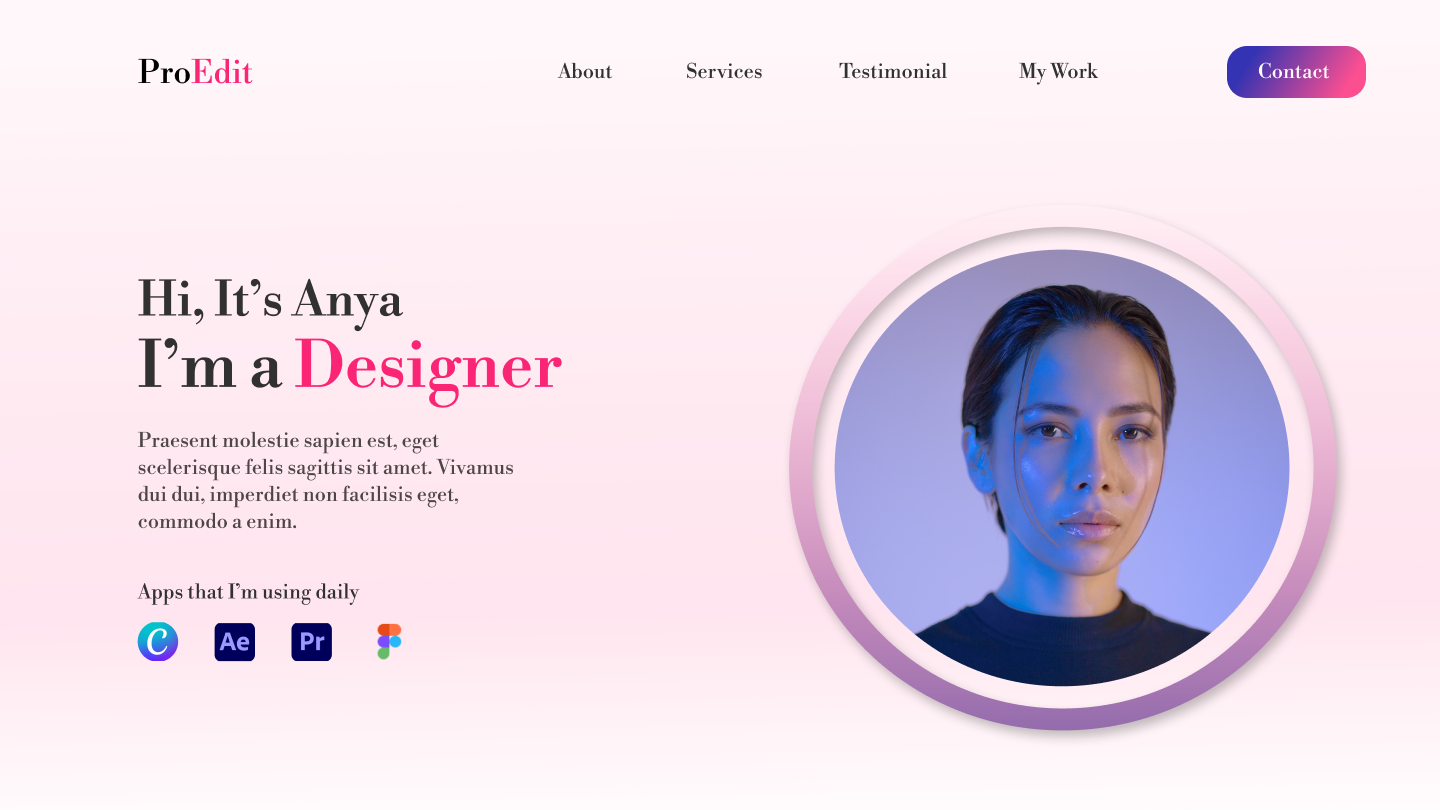 ProEdit
About
Services
Testimonial
My Work
Contact
Hi, It’s Anya
I’m a Designer
Praesent molestie sapien est, eget
scelerisque felis sagittis sit amet. Vivamus
dui dui, imperdiet non facilisis eget,
commodo a enim.
Apps that I’m using daily
C
Ae
Pr